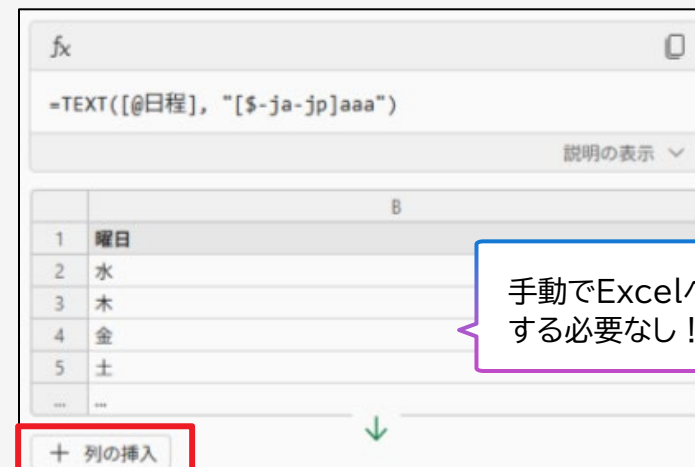 fx
=TEXT([@日程], "[$-ja-jp]aaa")
説明の表示
B
1 曜日
2 水
3 木
4 金
5 土
... ...
手動でExcelへ
する必要なし！
＋ 列の挿入